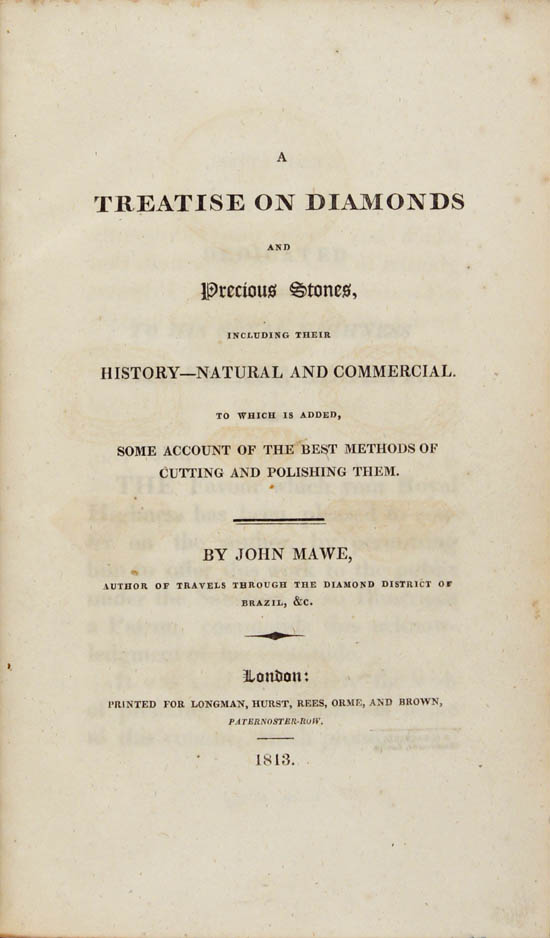 A
TREATISE ON DIAMONDS
AND
Precious Stones,
INCLUDING THEIR
HISTORY—NATURAL AND COMMERCIAL.
TO WHICH IS ADDED,
SOME ACCOUNT OF THE BEST METHODS OF
CUTTING AND POLISHING THEM.
BY JOHN MAWE,
AUTHOR OF TRAVELS THROUGH THE DIAMOND DISTRICT OF
BRAZIL, &C.
London:
PRINTED FOR LONGMAN, HURST, REES, ORME, AND BROWN,
PATERNOSTER-ROW.
1813.